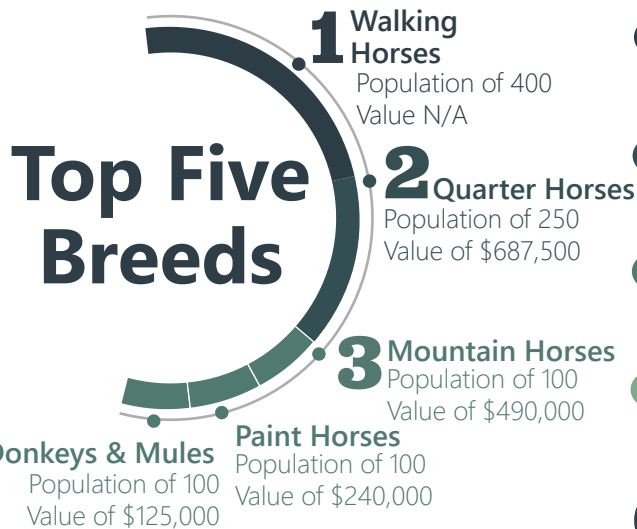 Top Five
Breeds
1 Walking
Horses
Population of 400
Value N/A
2 Quarter Horses
Population of 250
Value of $687,500
3 Mountain Horses
Population of 100
Value of $490,000
Paint Horses
Population of 100
Value of $240,000
Donkeys & Mules
Population of 100
Value of $125,000